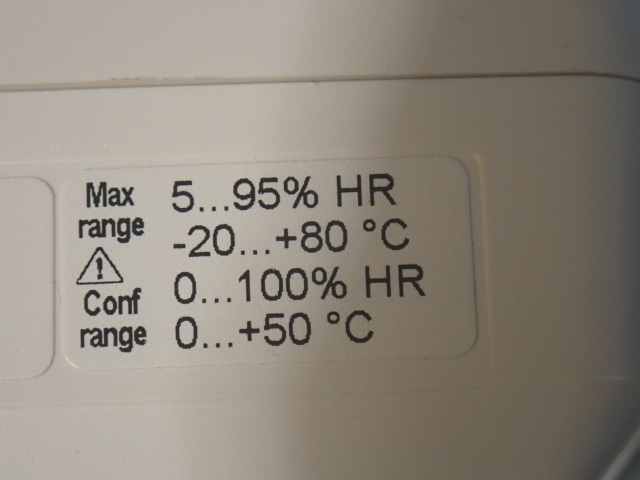 Max range
5...95% HR
-20...+80 °C
Conf range
0...100% HR
0...+50 °C